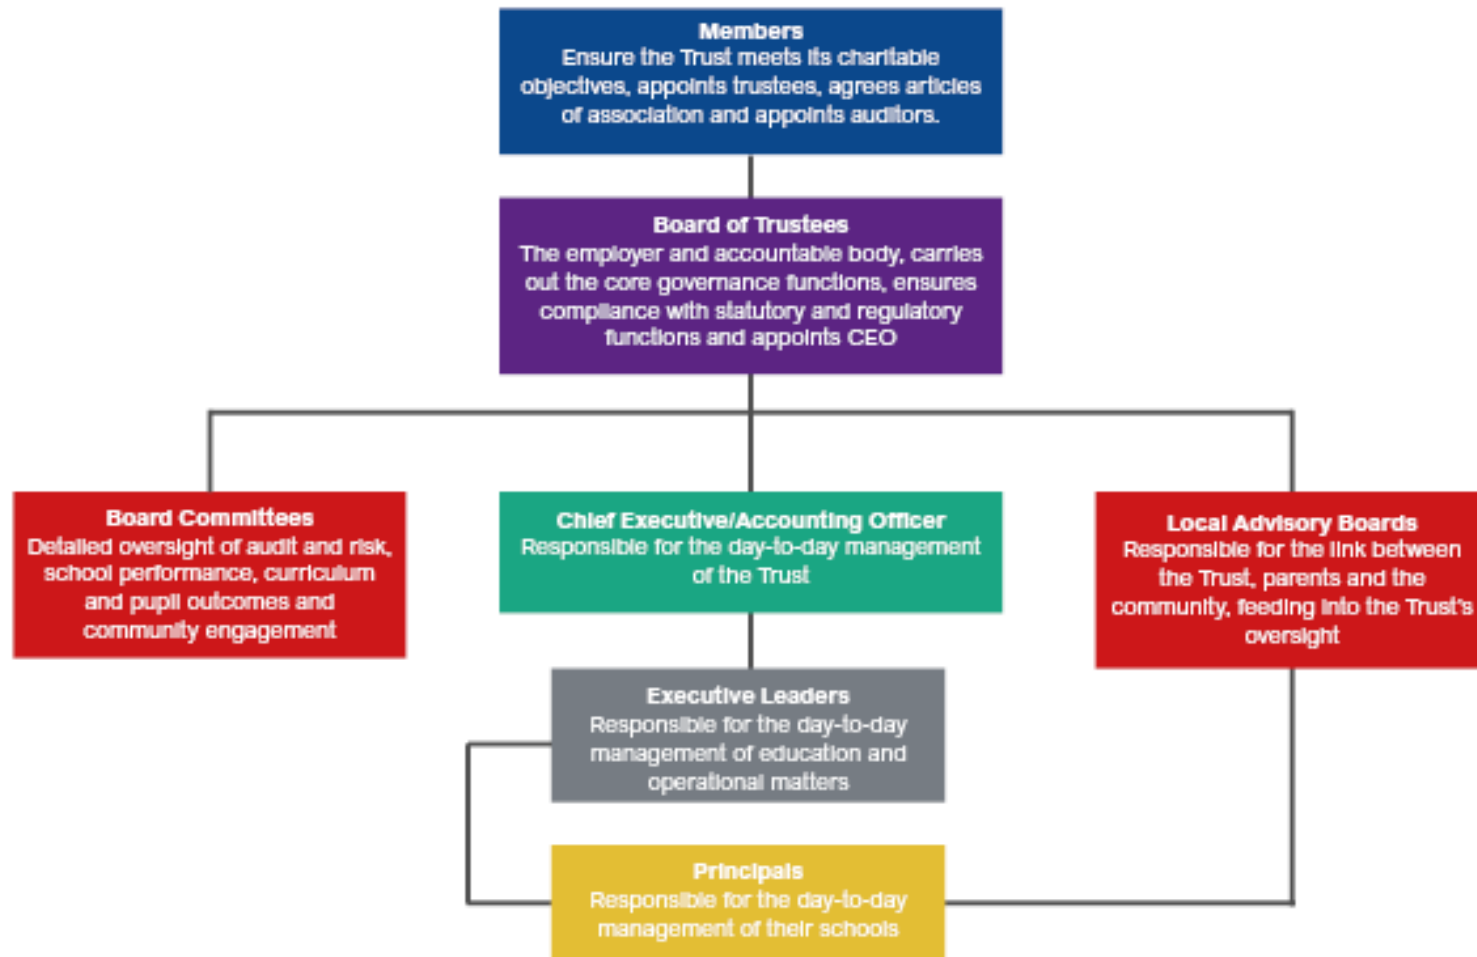 Members
Ensure the Trust meets its charitable
objectives, appoints trustees, agrees articles
of association and appoints auditors.
Board of Trustees
The employer and accountable body, carries
out the core governance functions, ensures
compliance with statutory and regulatory
functions and appoints CEO
Board Committees
Detailed oversight of audit and risk,
school performance, curriculum
and pupil outcomes and
community engagement
Chief Executive/Accounting Officer
Responsible for the day-to-day management
of the Trust
Local Advisory Boards
Responsible for the link between
the Trust, parents and the
community, feeding into the Trust's
oversight
Executive Leaders
Responsible for the day-to-day
management of education and
operational matters
Principals
Responsible for the day-to-day
management of their schools